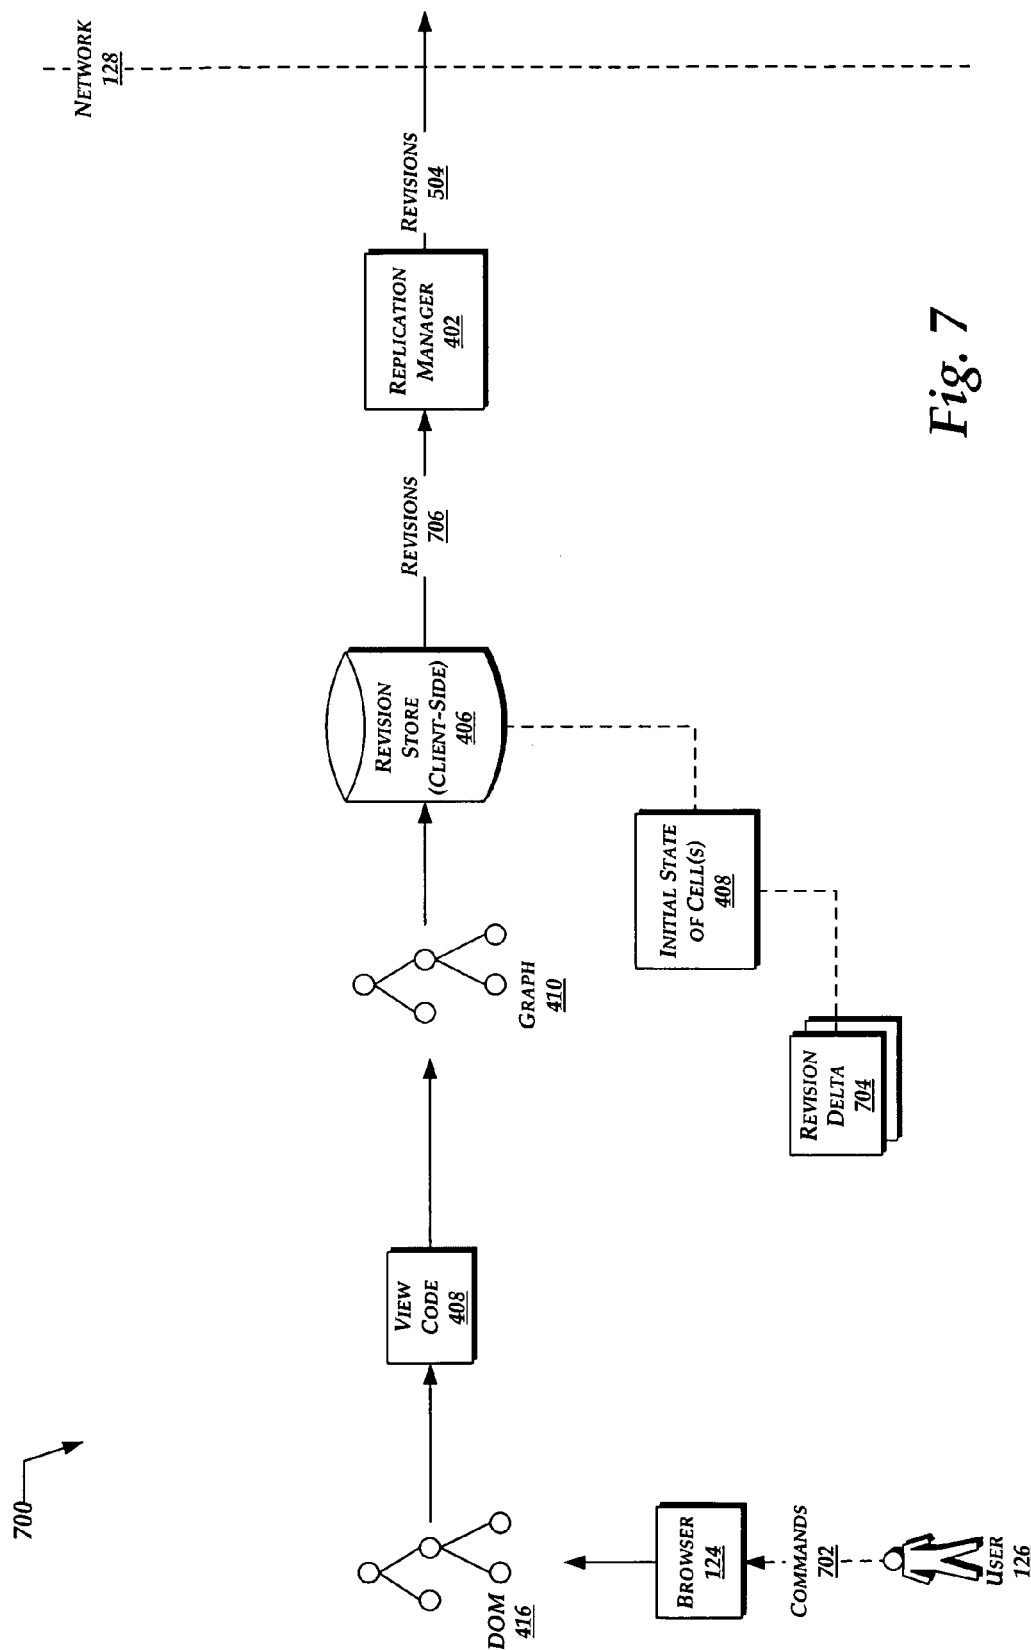 700
NETWORK
128
DOM
416
VIEW
CODE
408
GRAPH
410
REVISION
STORE
(CLIENT-SIDE)
406
REVISIONS
706
REPLICATION
MANAGER
402
REVISIONS
504
BROWSER
124
COMMANDS
702
USER
126
INITIAL STATE
OF CELL(S)
408
REVISION
DELTA
704
Fig. 7